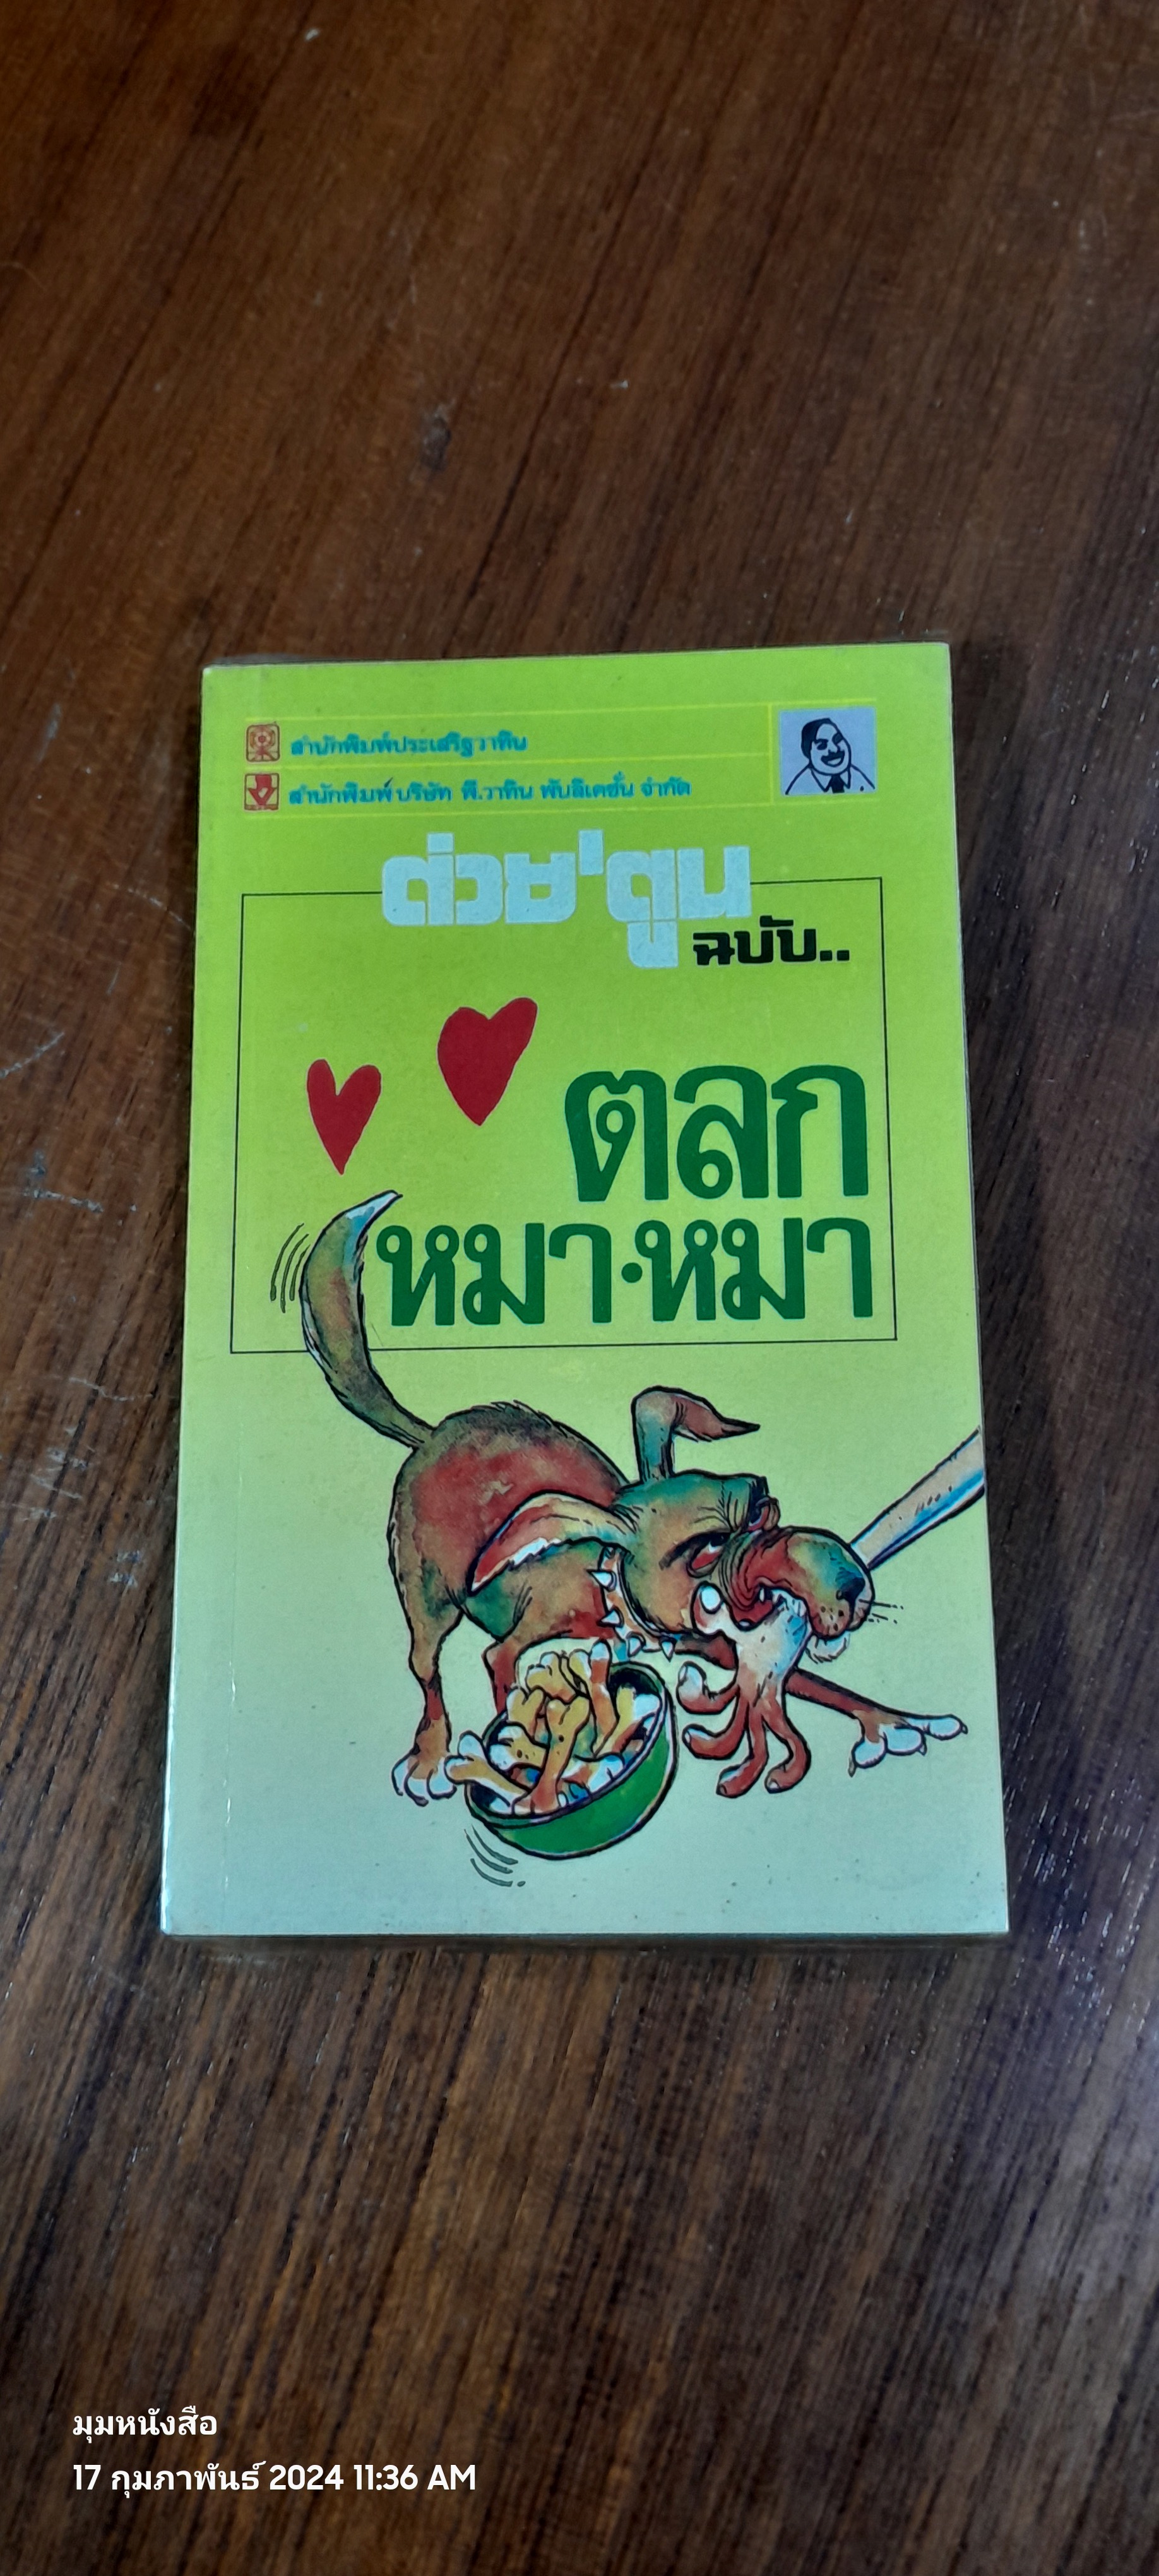 สำนักพิมพ์ประเสริฐวาทิน
สำนักพิมพ์ บริษัท พี.วาทิน พับลิเคชั่น จำกัด
ต่วย'ตูน
ฉบับ..
ตลก
หมา·หมา
มุมหนังสือ
17 กุมภาพันธ์ 2024 11:36 AM